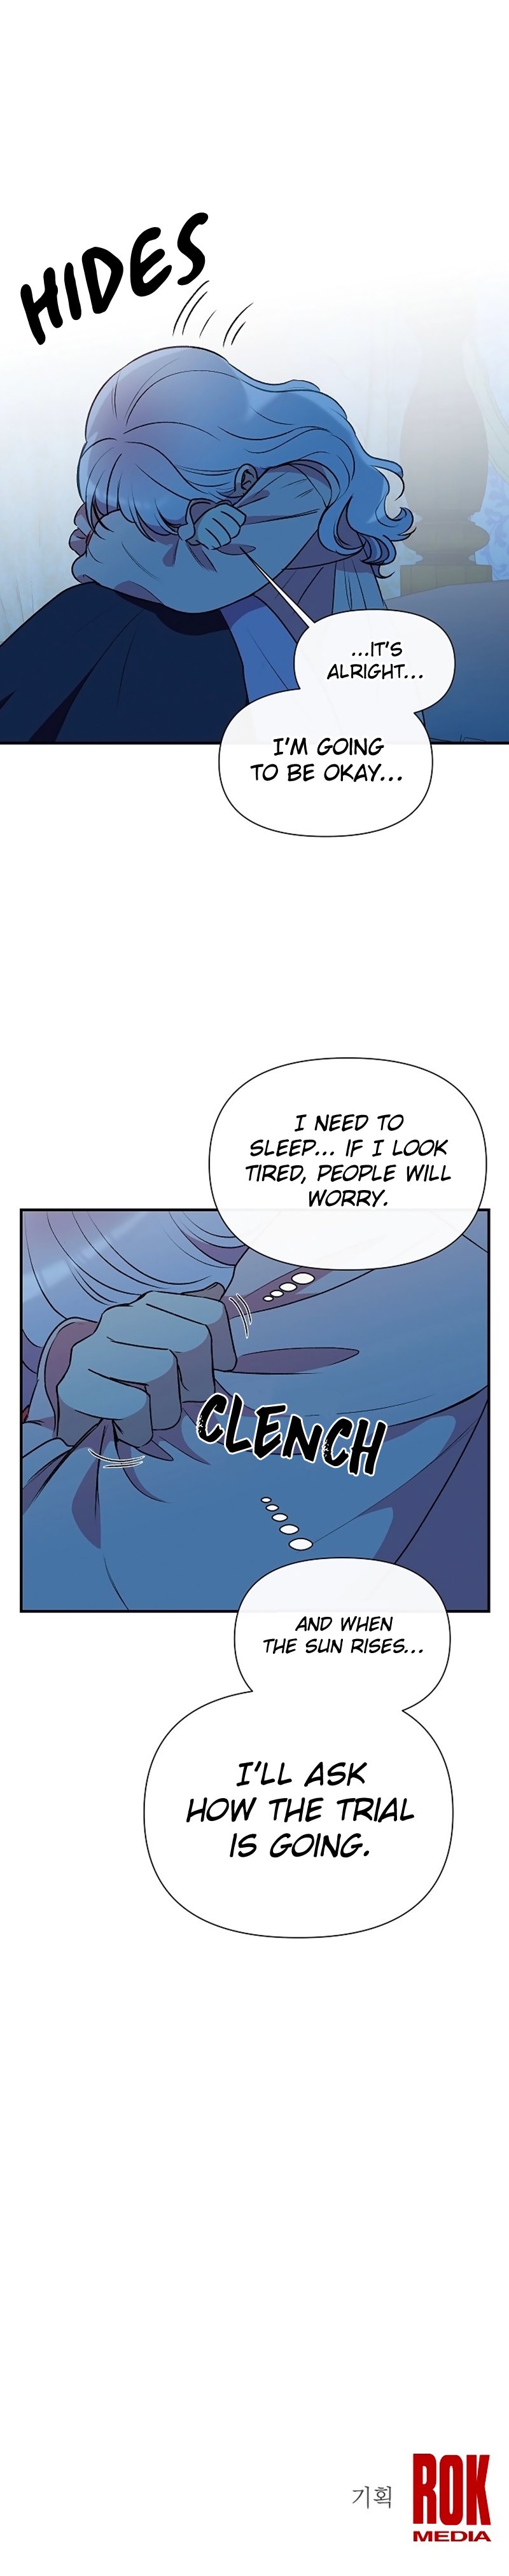 HIDES
...IT'S
ALRIGHT...
I'M GOING
TO BE OKAY...
I NEED TO
SLEEP... IF I LOOK
TIRED, PEOPLE WILL
WORRY.
CLENCH
AND WHEN
THE SUN RISES...
I'LL ASK
HOW THE TRIAL
IS GOING.
기획
ROK
MEDIA